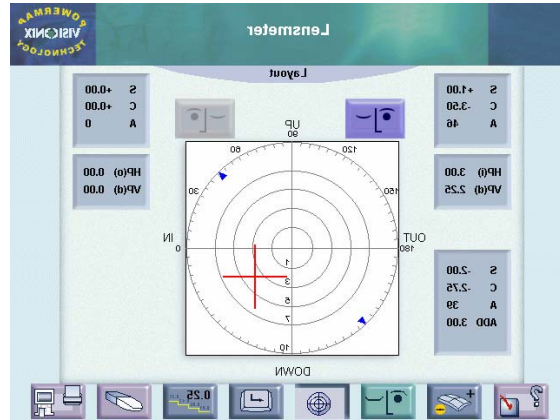 Lensmeter
POWERMAP
VISIONIX
TECHNOLOGY
Layout
S +1.00
C -3.50
A 46
HP(i) 3.00
VP(d) 2.25
S -2.00
C -2.75
A 39
ADD 3.00
UP
90
120
60
150
30
OUT
180
IN
0
1
3
5
7
10
DOWN
S +0.00
C +0.00
A 0
HP(o) 0.00
VP(d) 0.00
0.25